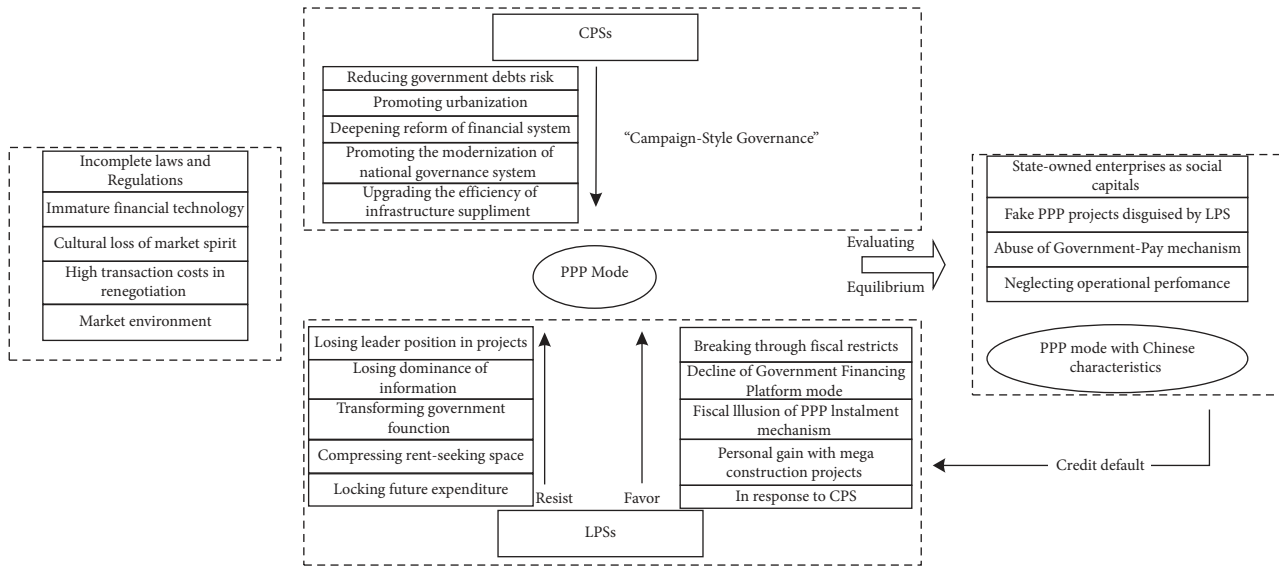 Incomplete laws and
Regulations
Immature financial technology
Cultural loss of market spirit
High transaction costs in
renegotiation
Market environment
CPSs
Reducing government debts risk
Promoting urbanization
Deepening reform of financial system
Promoting the modernization of
national governance system
Upgrading the efficiency of
infrastructure suppliment
“Campaign-Style Governance”
PPP Mode
Evaluating
Equilibrium
Losing leader position in projects
Losing dominance of
information
Transforming government
founction
Compressing rent-seeking space
Locking future expenditure
Resist
Favor
Breaking through fiscal restricts
Decline of Government Financing
Platform mode
Fiscal lllusion of PPP lnstalment
mechanism
Personal gain with mega
construction projects
In response to CPS
LPSs
State-owned enterprises as social
capitals
Fake PPP projects disguised by LPS
Abuse of Government-Pay mechanism
Neglecting operational perfomance
PPP mode with Chinese
characteristics
Credit default